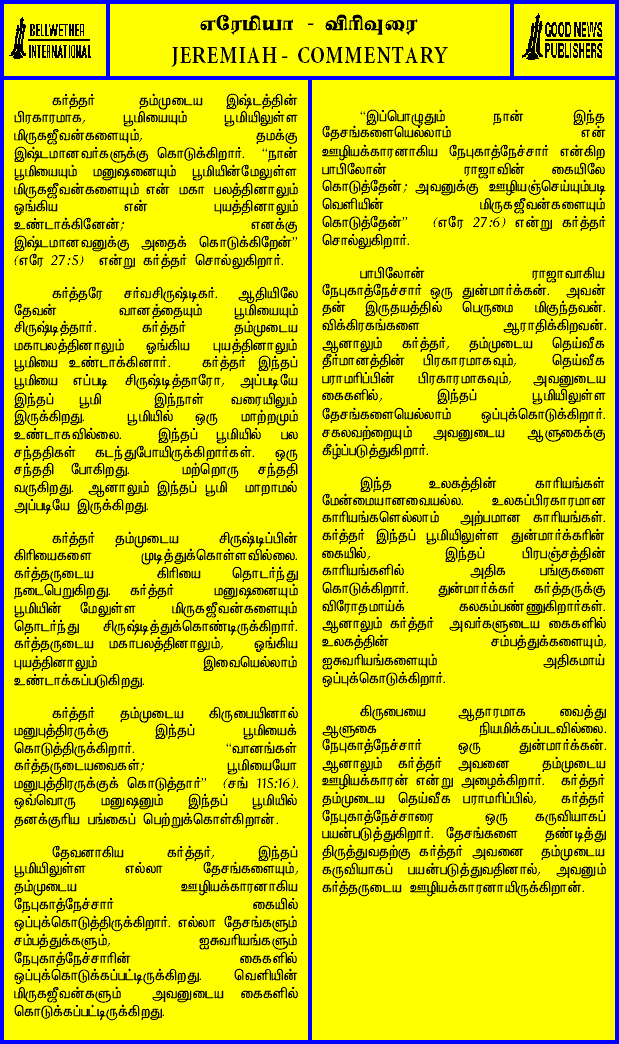 BELLWETHER
INTERNATIONAL
எரேமியா - விரிவுரை
JEREMIAH - COMMENTARY
GOOD NEWS
PUBLISHERS
கர்த்தர் தம்முடைய இஷ்டத்தின்
பிரகாரமாக, பூமியையும் பூமியிலுள்ள
மிருகஜீவன்களையும், தமக்கு
இஷ்டமானவர்களுக்கு கொடுக்கிறார். “நான்
பூமியையும் மனுஷனையும் பூமியின்மேலுள்ள
மிருகஜீவன்களையும் என் மகா பலத்தினாலும்
ஓங்கிய என் புயத்தினாலும்
உண்டாக்கினேன்; எனக்கு
இஷ்டமானவனுக்கு அதைக் கொடுக்கிறேன்”
(எரே 27:5) என்று கர்த்தர் சொல்லுகிறார்.
கர்த்தரே சர்வசிருஷ்டிகர். ஆதியிலே
தேவன் வானத்தையும் பூமியையும்
சிருஷ்டித்தார். கர்த்தர் தம்முடைய
மகாபலத்தினாலும் ஓங்கிய புயத்தினாலும்
பூமியை உண்டாக்கினார். கர்த்தர் இந்தப்
பூமியை எப்படி சிருஷ்டித்தாரோ, அப்படியே
இந்தப் பூமி இந்நாள் வரையிலும்
இருக்கிறது. பூமியில் ஒரு மாற்றமும்
உண்டாகவில்லை. இந்தப் பூமியில் பல
சந்ததிகள் கடந்துபோயிருக்கிறார்கள். ஒரு
சந்ததி போகிறது. மற்றொரு சந்ததி
வருகிறது. ஆனாலும் இந்தப் பூமி மாறாமல்
அப்படியே இருக்கிறது.
கர்த்தர் தம்முடைய சிருஷ்டிப்பின்
கிரியைகளை முடித்துக்கொள்ளவில்லை.
கர்த்தருடைய கிரியை தொடர்ந்து
நடைபெறுகிறது. கர்த்தர் மனுஷனையும்
பூமியின் மேலுள்ள மிருகஜீவன்களையும்
தொடர்ந்து சிருஷ்டித்துக்கொண்டிருக்கிறார்.
கர்த்தருடைய மகாபலத்தினாலும், ஓங்கிய
புயத்தினாலும் இவையெல்லாம்
உண்டாக்கப்படுகிறது.
கர்த்தர் தம்முடைய கிருபையினால்
மனுபுத்திரருக்கு இந்தப் பூமியைக்
கொடுத்திருக்கிறார். “வானங்கள்
கர்த்தருடையவைகள்; பூமியையோ
மனுபுத்திரருக்குக் கொடுத்தார்” (சங் 115:16).
ஒவ்வொரு மனுஷனும் இந்தப் பூமியில்
தனக்குரிய பங்கைப் பெற்றுக்கொள்கிறான்.
தேவனாகிய கர்த்தர், இந்தப்
பூமியிலுள்ள எல்லா தேசங்களையும்,
தம்முடைய ஊழியக்காரனாகிய
நேபுகாத்நேச்சார் கையில்
ஒப்புக்கொடுத்திருக்கிறார். எல்லா தேசங்களும்
சம்பத்துக்களும், ஐசுவரியங்களும்
நேபுகாத்நேச்சாரின் கைகளில்
ஒப்புக்கொடுக்கப்பட்டிருக்கிறது. வெளியின்
மிருகஜீவன்களும் அவனுடைய கைகளில்
கொடுக்கப்பட்டிருக்கிறது.
“இப்பொழுதும் நான் இந்த
தேசங்களையெல்லாம் என்
ஊழியக்காரனாகிய நேபுகாத்நேச்சார் என்கிற
பாபிலோன் ராஜாவின் கையிலே
கொடுத்தேன்; அவனுக்கு ஊழியஞ்செய்யும்படி
வெளியின் மிருகஜீவன்களையும்
கொடுத்தேன்” (எரே 27:6) என்று கர்த்தர்
சொல்லுகிறார்.
பாபிலோன் ராஜாவாகிய
நேபுகாத்நேச்சார் ஒரு துன்மார்க்கன். அவன்
தன் இருதயத்தில் பெருமை மிகுந்தவன்.
விக்கிரகங்களை ஆராதிக்கிறவன்.
ஆனாலும் கர்த்தர், தம்முடைய தெய்வீக
தீர்மானத்தின் பிரகாரமாகவும், தெய்வீக
பராமரிப்பின் பிரகாரமாகவும், அவனுடைய
கைகளில், இந்தப் பூமியிலுள்ள
தேசங்களையெல்லாம் ஒப்புக்கொடுக்கிறார்.
சகலவற்றையும் அவனுடைய ஆளுகைக்கு
கீழ்ப்படுத்துகிறார்.
இந்த உலகத்தின் காரியங்கள்
மேன்மையானவையல்ல. உலகப்பிரகாரமான
காரியங்களெல்லாம் அற்பமான காரியங்கள்.
கர்த்தர் இந்தப் பூமியிலுள்ள துன்மார்க்கரின்
கையில், இந்தப் பிரபஞ்சத்தின்
காரியங்களில் அதிக பங்குகளை
கொடுக்கிறார். துன்மார்க்கர் கர்த்தருக்கு
விரோதமாய்க் கலகம்பண்ணுகிறார்கள்.
ஆனாலும் கர்த்தர் அவர்களுடைய கைகளில்
உலகத்தின் சம்பத்துக்களையும்,
ஐசுவரியங்களையும் அதிகமாய்
ஒப்புக்கொடுக்கிறார்.
கிருபையை ஆதாரமாக வைத்து
ஆளுகை நியமிக்கப்படவில்லை.
நேபுகாத்நேச்சார் ஒரு துன்மார்க்கன்.
ஆனாலும் கர்த்தர் அவனை தம்முடைய
ஊழியக்காரன் என்று அழைக்கிறார். கர்த்தர்
தம்முடைய தெய்வீக பராமரிப்பில், கர்த்தர்
நேபுகாத்நேச்சாரை ஒரு கருவியாகப்
பயன்படுத்துகிறார். தேசங்களை தண்டித்து
திருத்துவதற்கு கர்த்தர் அவனை தம்முடைய
கருவியாகப் பயன்படுத்துவதினால், அவனும்
கர்த்தருடைய ஊழியக்காரனாயிருக்கிறான்.